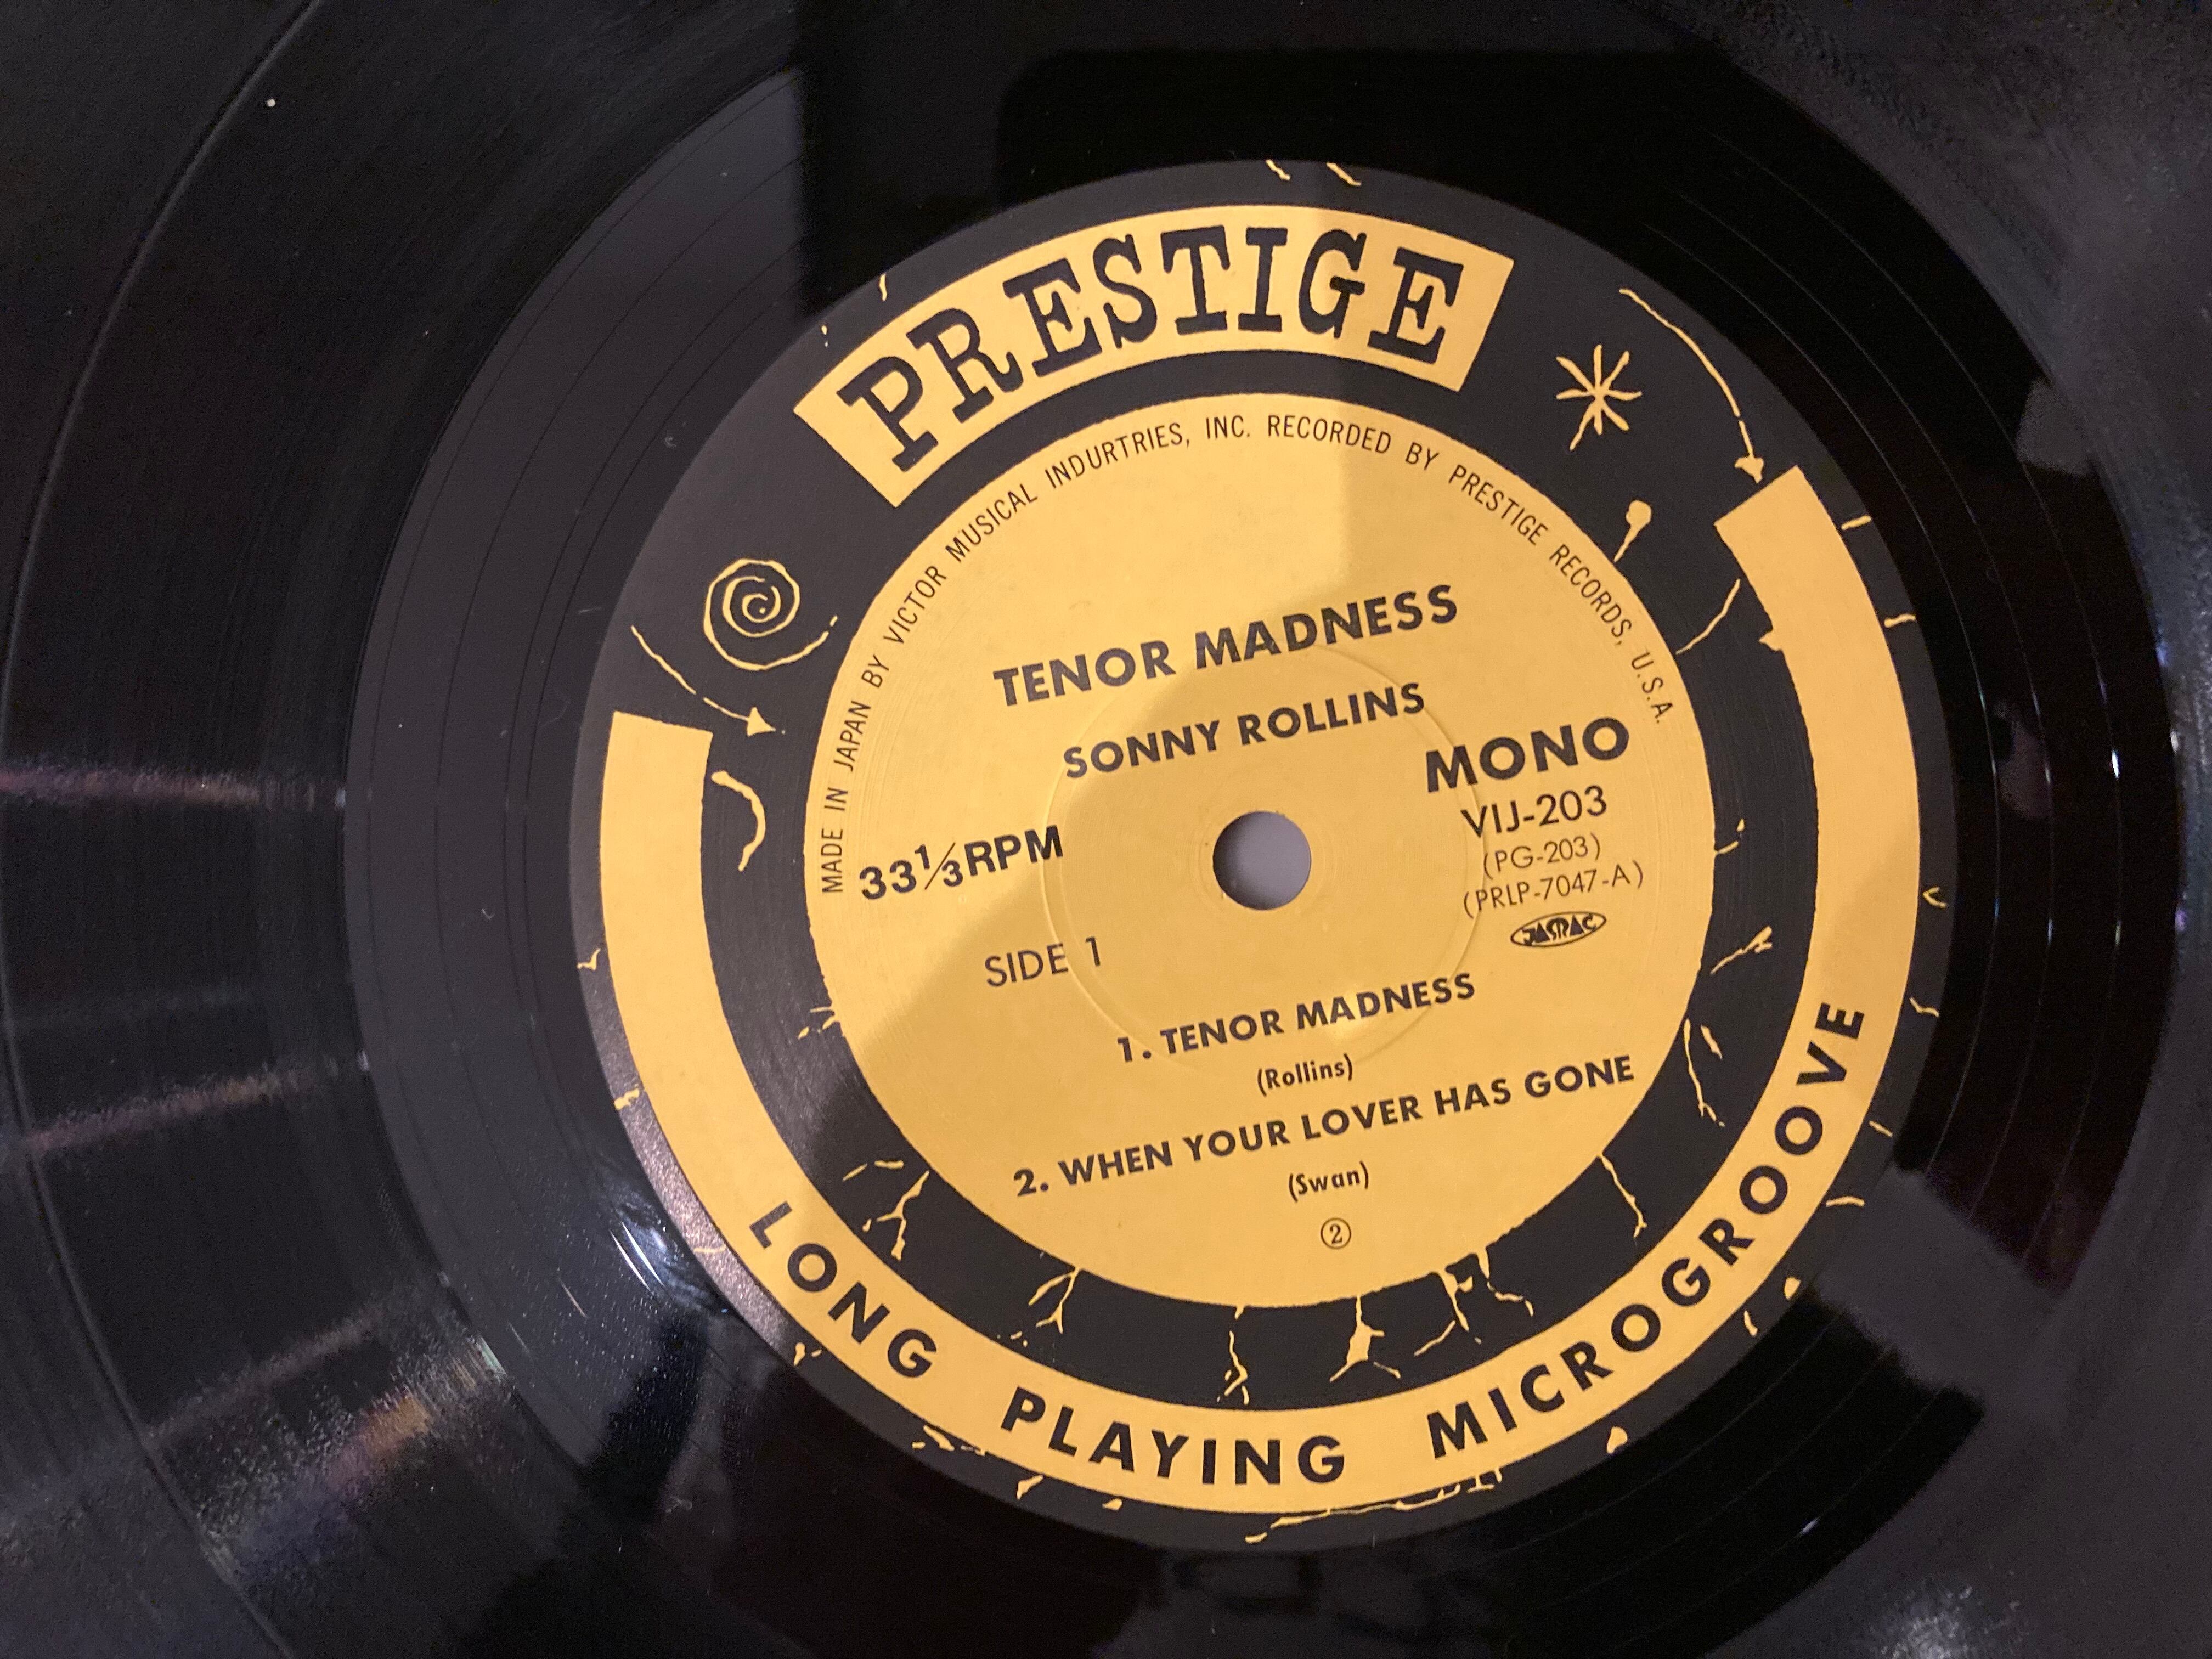 PRESTIGE
MADE IN JAPAN BY VICTOR MUSICAL INDURTRIES, INC. RECORDED BY PRESTIGE RECORDS, U.S.A.
TENOR MADNESS
SONNY ROLLINS
MONO
VIJ-203
(PG-203)
(PRLP-7047-A)
JASRAC
33⅓RPM
SIDE 1
1. TENOR MADNESS
(Rollins)
2. WHEN YOUR LOVER HAS GONE
(Swan)
②
LONG PLAYING MICROGROOVE